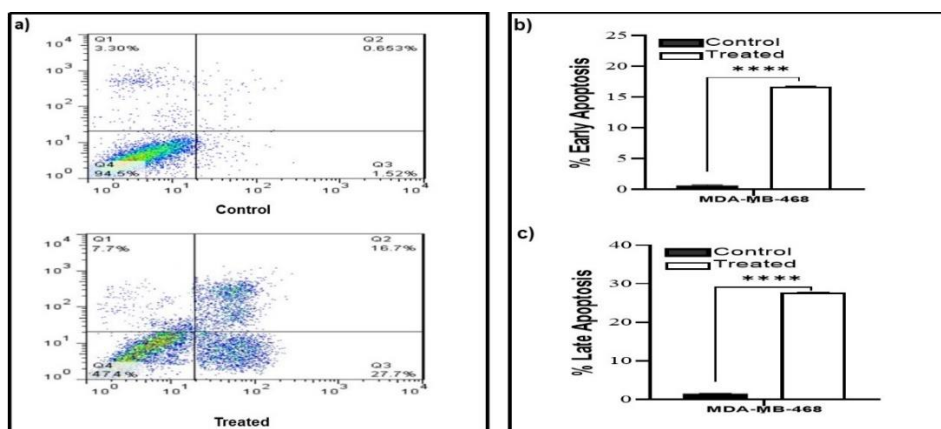 a)
10^4
10^3
10^2
10^1
10^0
Q1
3.30%
Q2
0.653%
Q4
94.5%
Q3
1.52%
10^0 10^1 10^2 10^3 10^4
Control
10^4
10^3
10^2
10^1
10^0
Q1
7.7%
Q2
16.7%
Q4
47.4%
Q3
27.7%
10^0 10^1 10^2 10^3 10^4
Treated
b)
% Early Apoptosis
25
20
15
10
5
0
Control
Treated
****
MDA-MB-468
c)
% Late Apoptosis
40
30
20
10
0
Control
Treated
****
MDA-MB-468